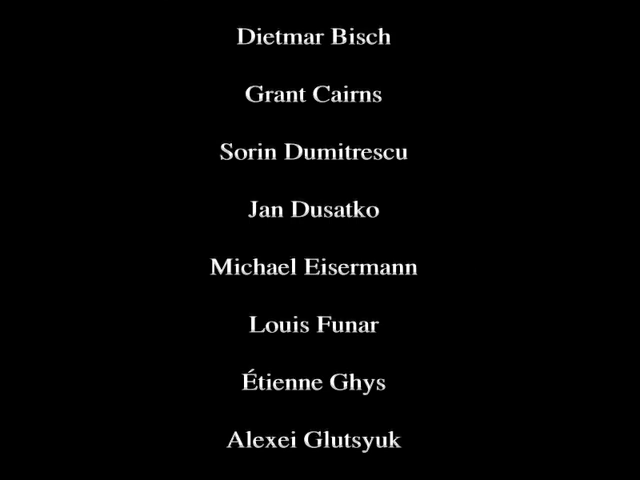 Dietmar Bisch
Grant Cairns
Sorin Dumitrescu
Jan Dusatko
Michael Eisermann
Louis Funar
Étienne Ghys
Alexei Glutsyuk